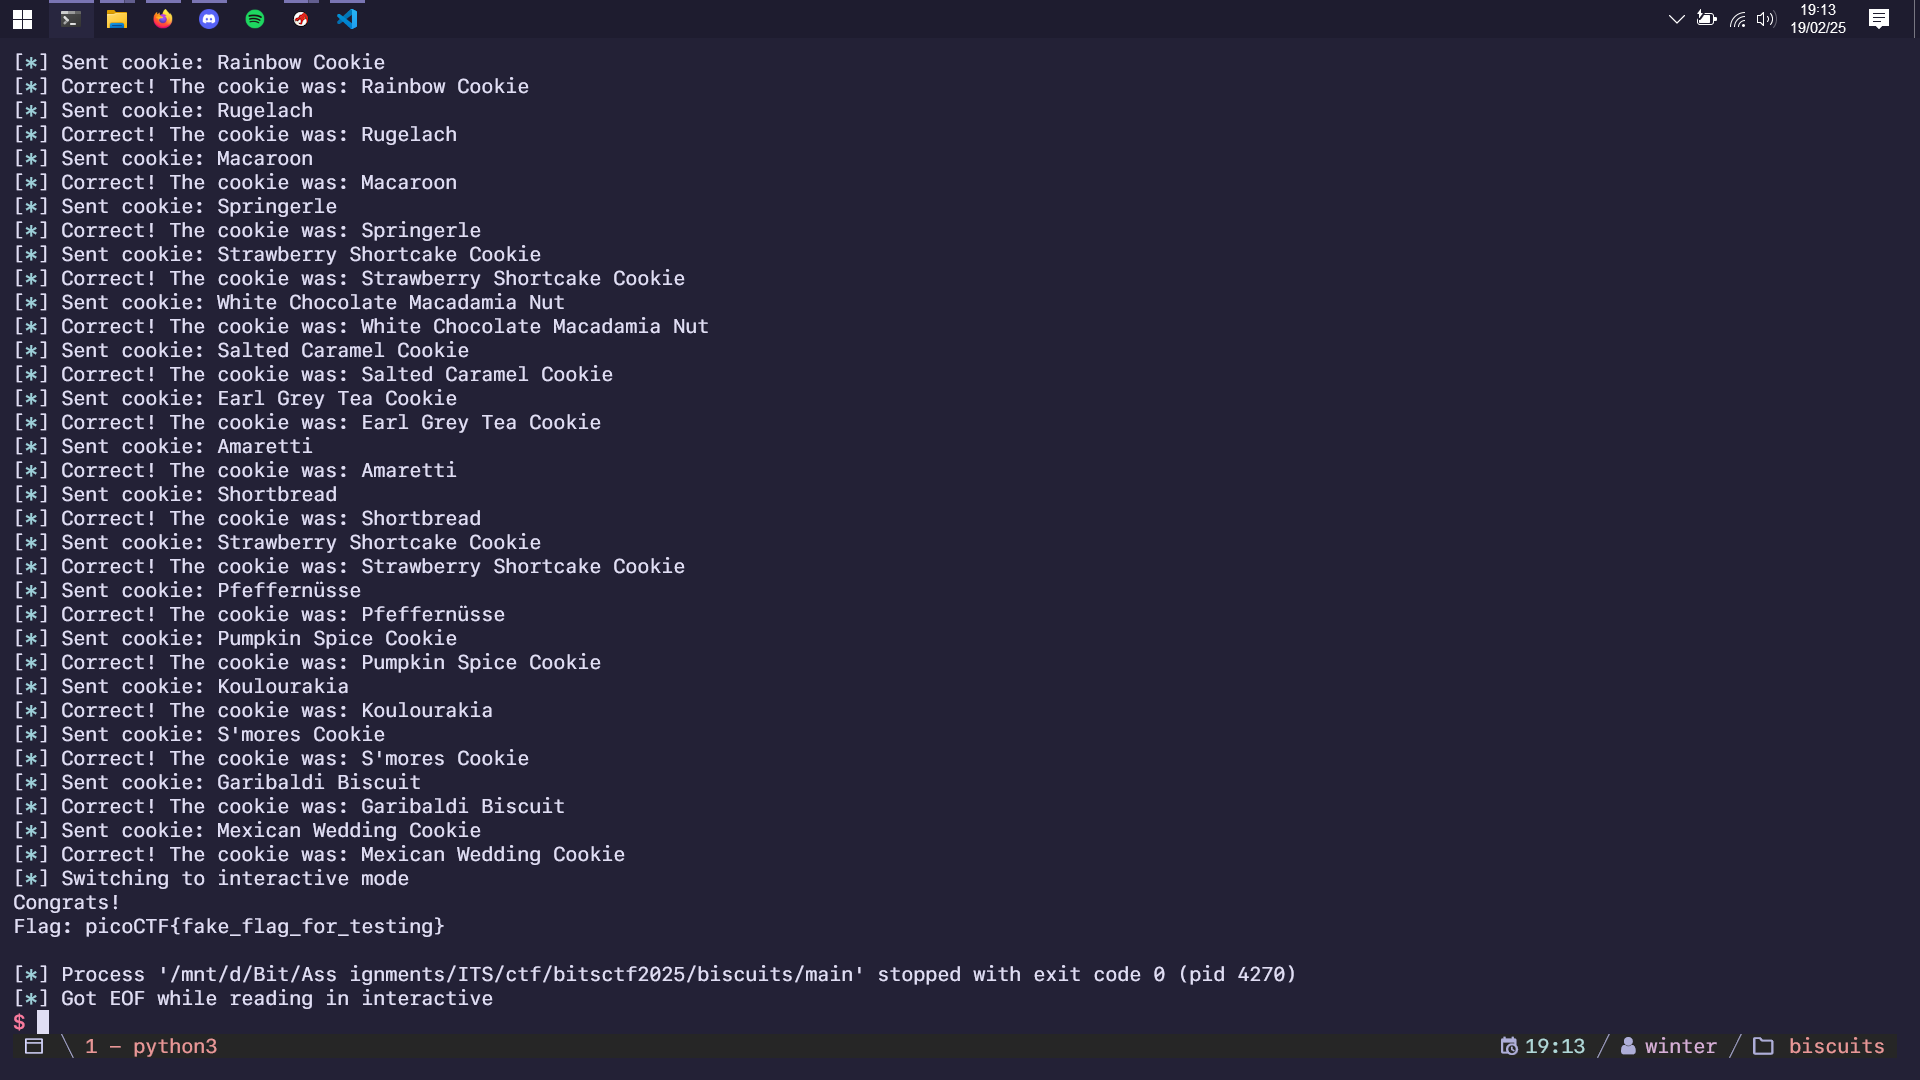 19:13
19/02/25
[*] Sent cookie: Rainbow Cookie
[*] Correct! The cookie was: Rainbow Cookie
[*] Sent cookie: Rugelach
[*] Correct! The cookie was: Rugelach
[*] Sent cookie: Macaroon
[*] Correct! The cookie was: Macaroon
[*] Sent cookie: Springerle
[*] Correct! The cookie was: Springerle
[*] Sent cookie: Strawberry Shortcake Cookie
[*] Correct! The cookie was: Strawberry Shortcake Cookie
[*] Sent cookie: White Chocolate Macadamia Nut
[*] Correct! The cookie was: White Chocolate Macadamia Nut
[*] Sent cookie: Salted Caramel Cookie
[*] Correct! The cookie was: Salted Caramel Cookie
[*] Sent cookie: Earl Grey Tea Cookie
[*] Correct! The cookie was: Earl Grey Tea Cookie
[*] Sent cookie: Amaretti
[*] Correct! The cookie was: Amaretti
[*] Sent cookie: Shortbread
[*] Correct! The cookie was: Shortbread
[*] Sent cookie: Strawberry Shortcake Cookie
[*] Correct! The cookie was: Strawberry Shortcake Cookie
[*] Sent cookie: Pfeffernüsse
[*] Correct! The cookie was: Pfeffernüsse
[*] Sent cookie: Pumpkin Spice Cookie
[*] Correct! The cookie was: Pumpkin Spice Cookie
[*] Sent cookie: Koulourakia
[*] Correct! The cookie was: Koulourakia
[*] Sent cookie: S'mores Cookie
[*] Correct! The cookie was: S'mores Cookie
[*] Sent cookie: Garibaldi Biscuit
[*] Correct! The cookie was: Garibaldi Biscuit
[*] Sent cookie: Mexican Wedding Cookie
[*] Correct! The cookie was: Mexican Wedding Cookie
[*] Switching to interactive mode
Congrats!
Flag: picoCTF{fake_flag_for_testing}
[*] Process '/mnt/d/Bit/Ass ignments/ITS/ctf/bitsctf2025/biscuits/main' stopped with exit code 0 (pid 4270)
[*] Got EOF while reading in interactive
$
1 – python3 19:13 / winter / biscuits